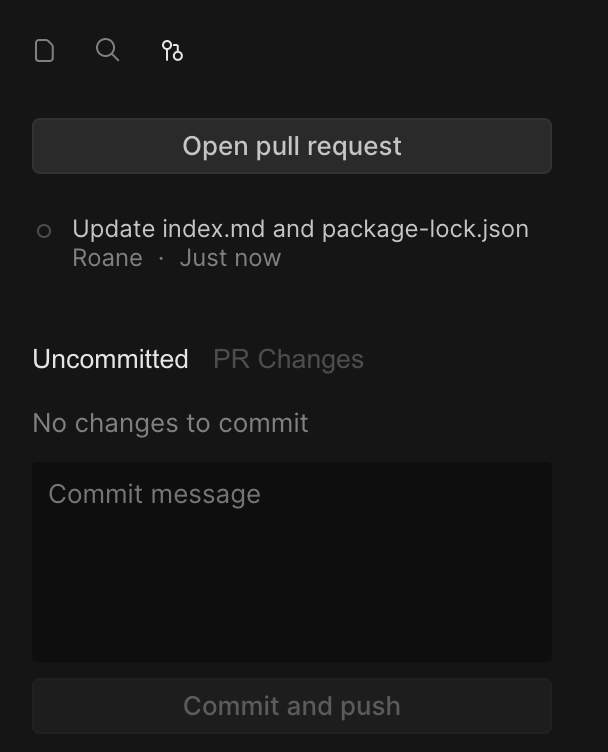 Open pull request
Update index.md and package-lock.json
Roane · Just now
Uncommitted PR Changes
No changes to commit
Commit message
Commit and push